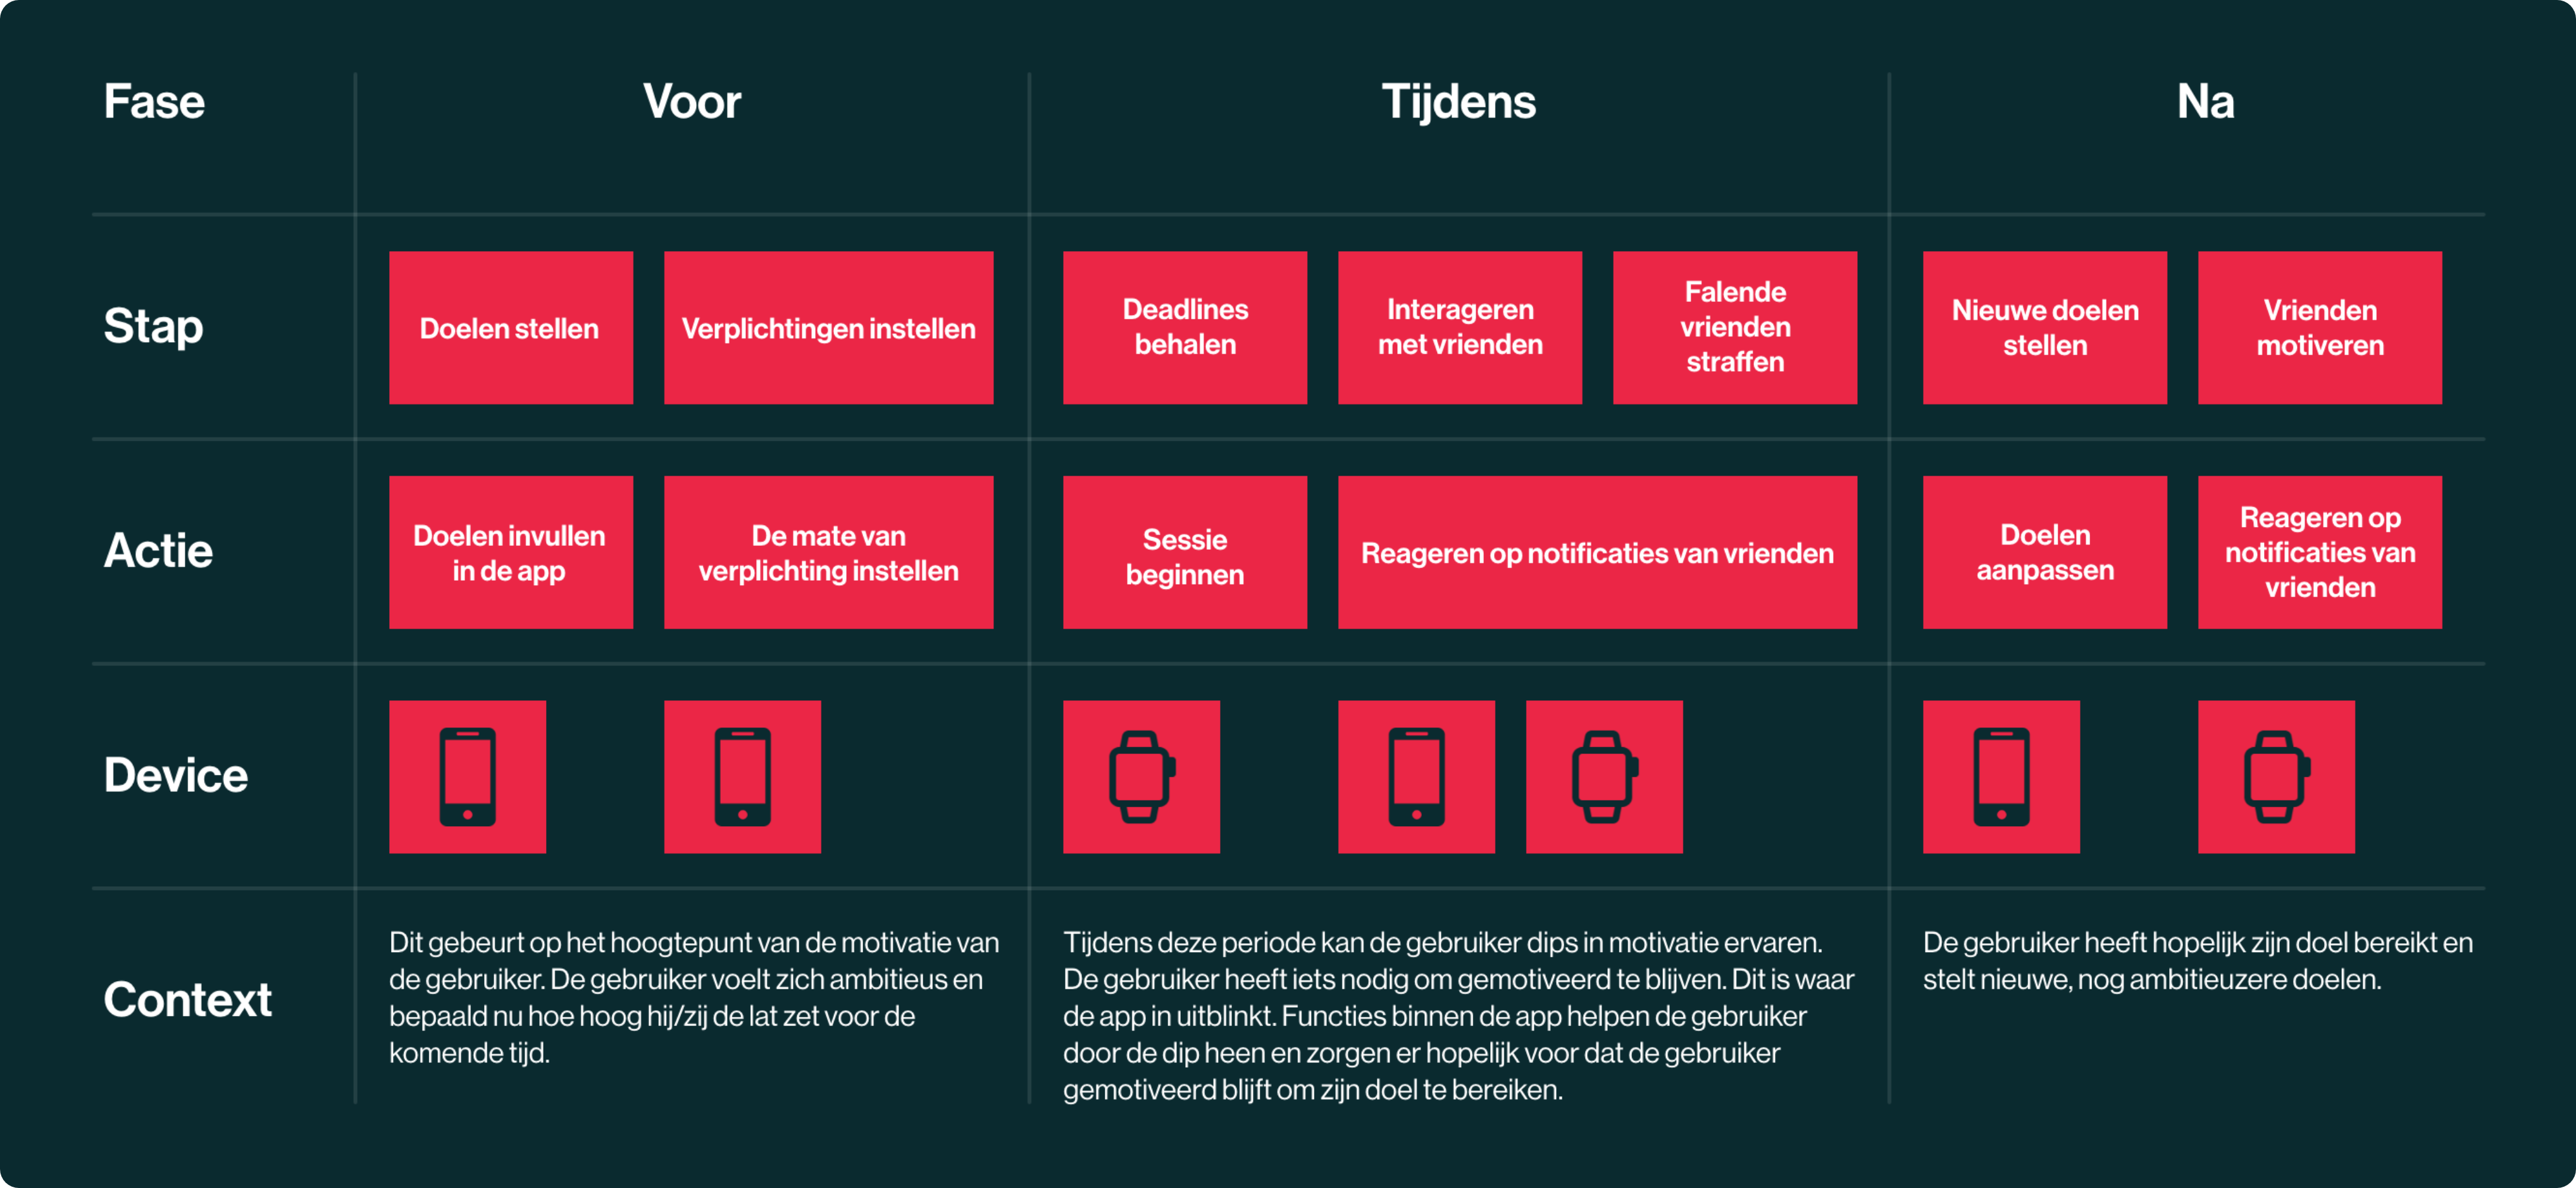 Fase
Voor
Tijdens
Na
Stap
Doelen stellen
Verplichtingen instellen
Deadlines
behalen
Interageren
met vrienden
Falende
vrienden
straffen
Nieuwe doelen
stellen
Vrienden
motiveren
Actie
Doelen invullen
in de app
De mate van
verplichting instellen
Sessie
beginnen
Reageren op notificaties van vrienden
Doelen
aanpassen
Reageren op
notificaties van
vrienden
Device
Context
Dit gebeurt op het hoogtepunt van de motivatie van
de gebruiker. De gebruiker voelt zich ambitieus en
bepaald nu hoe hoog hij/zij de lat zet voor de
komende tijd.
Tijdens deze periode kan de gebruiker dips in motivatie ervaren.
De gebruiker heeft iets nodig om gemotiveerd te blijven. Dit is waar
de app in uitblinkt. Functies binnen de app helpen de gebruiker
door de dip heen en zorgen er hopelijk voor dat de gebruiker
gemotiveerd blijft om zijn doel te bereiken.
De gebruiker heeft hopelijk zijn doel bereikt en
stelt nieuwe, nog ambitieuzere doelen.